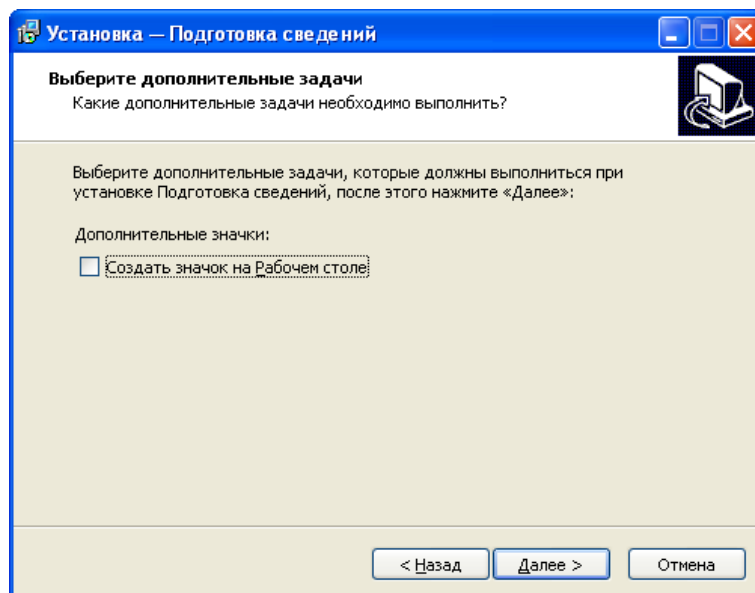 Установка — Подготовка сведений
Выберите дополнительные задачи
Какие дополнительные задачи необходимо выполнить?
Выберите дополнительные задачи, которые должны выполниться при
установке Подготовка сведений, после этого нажмите «Далее»:
Дополнительные значки:
Создать значок на Рабочем столе
< Назад Далее > Отмена